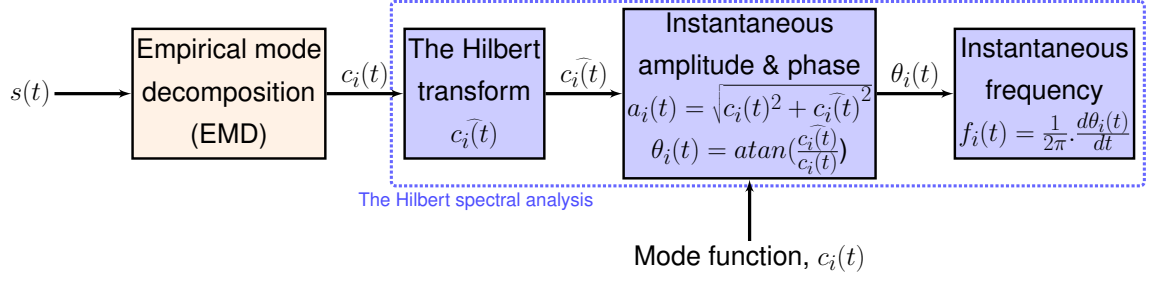 s(t)
Empirical mode
decomposition
(EMD)
c_i(t)
The Hilbert
transform
\widehat{c_i(t)}
\widehat{c_i(t)}
Instantaneous
amplitude & phase
a_i(t) = \sqrt{c_i(t)^2 + \widehat{c_i(t)}^2}
θ_i(t) = atan(\frac{\widehat{c_i(t)}}{c_i(t)})
θ_i(t)
Instantaneous
frequency
f_i(t) = \frac{1}{2π}.\frac{dθ_i(t)}{dt}
The Hilbert spectral analysis
Mode function, c_i(t)